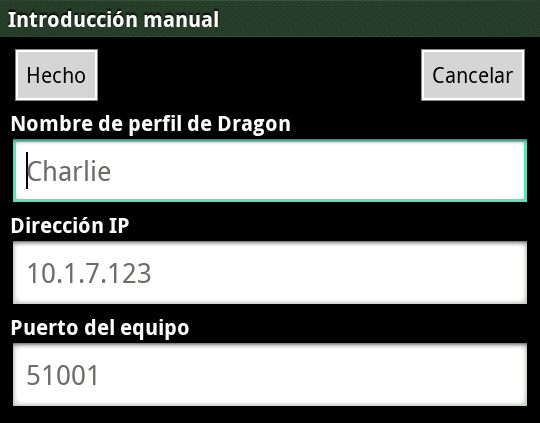 Introducción manual
Hecho
Cancelar
Nombre de perfil de Dragon
Charlie
Dirección IP
10.1.7.123
Puerto del equipo
51001